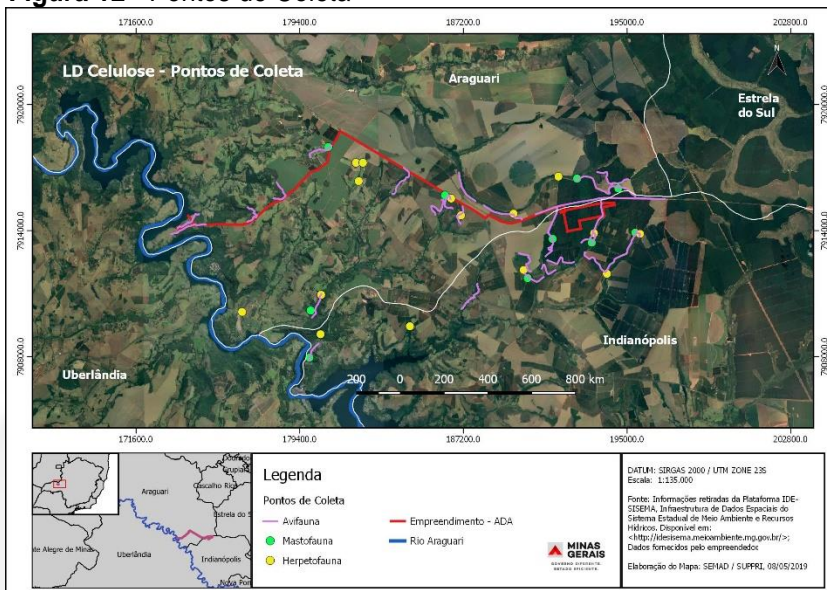 Figura 12 - Pontos de Coleta
171600.0 179400.0 187200.0 195000.0 202800.0
LD Celulose - Pontos de Coleta
Araguari
N
Estrela
do Sul
7920000.0
7920000.0
7914000.0
7914000.0
Indianópolis
7908000.0
7908000.0
Uberlândia
200 0 200 400 600 800 km
171600.0 179400.0 187200.0 195000.0 202800.0
Araguari
Estrela do S
Uberlândia
Indianópolis
Legenda
Pontos de Coleta
Avifauna
Mastofauna
Herpetofauna
Empreendimento - ADA
Rio Araguari
MINAS
GERAIS
DATUM: SIRGAS 2000 / UTM ZONE 23S
Escala: 1:135.000
Fonte: Informações retiradas da Plataforma IDE-
SISEMA, Infraestrutura de Dados Espaciais do
Sistema Estadual de Meio Ambiente e Recursos
Hídricos. Disponível em:
<http://idesisema.meioambiente.mg.gov.br/>;
Dados fornecidos pelo empreendedor
Elaboração do Mapa: SEMAD / SUPPRI, 08/05/2019